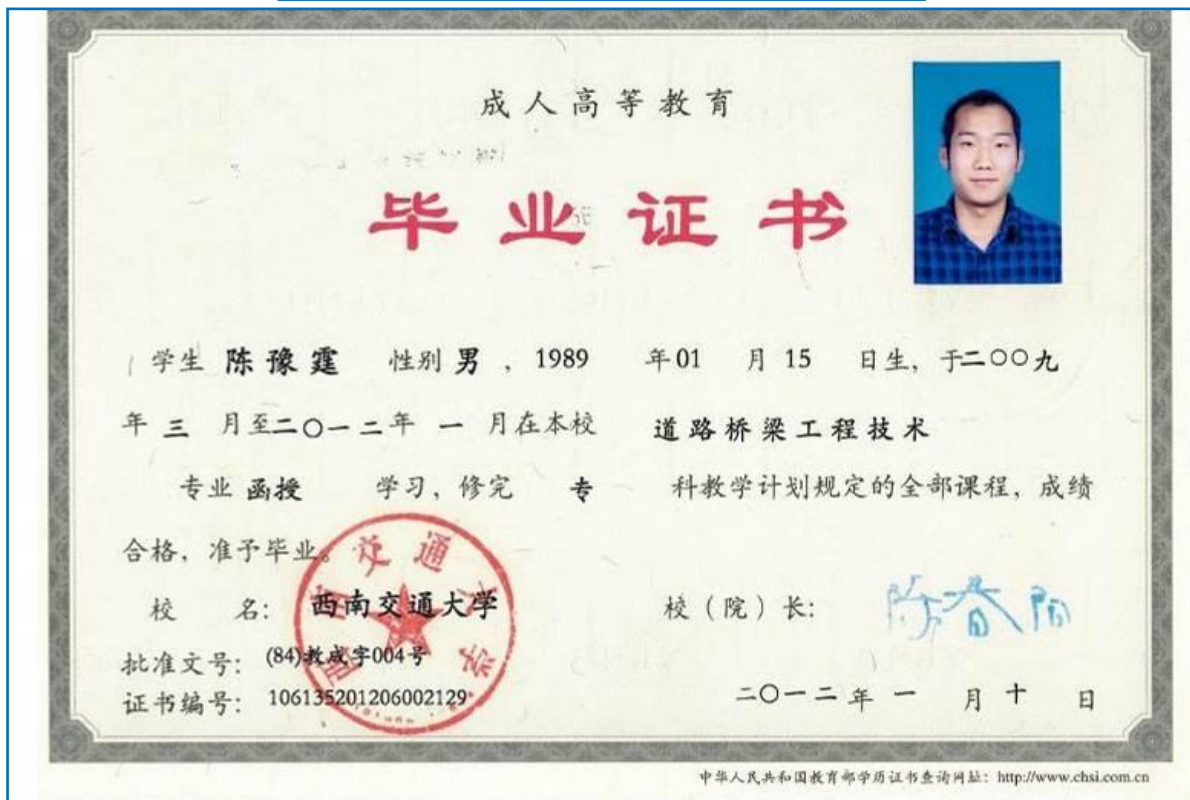 成人高等教育
毕业证书
学生 陈豫霆 性别 男 , 1989 年 01 月 15 日生, 于二〇〇九
年 三 月至二〇一二年 一 月在本校 道路桥梁工程技术
专业 函授 学习, 修完 专 科教学计划规定的全部课程, 成绩
合格, 准予毕业。
校 名: 西南交通大学 校(院)长:
批准文号: (84)教成字004号
证书编号: 106135201206002129
二〇一二年 一 月 十 日
西南交通大学
中华人民共和国教育部学历证书查询网址: http://www.chsi.com.cn